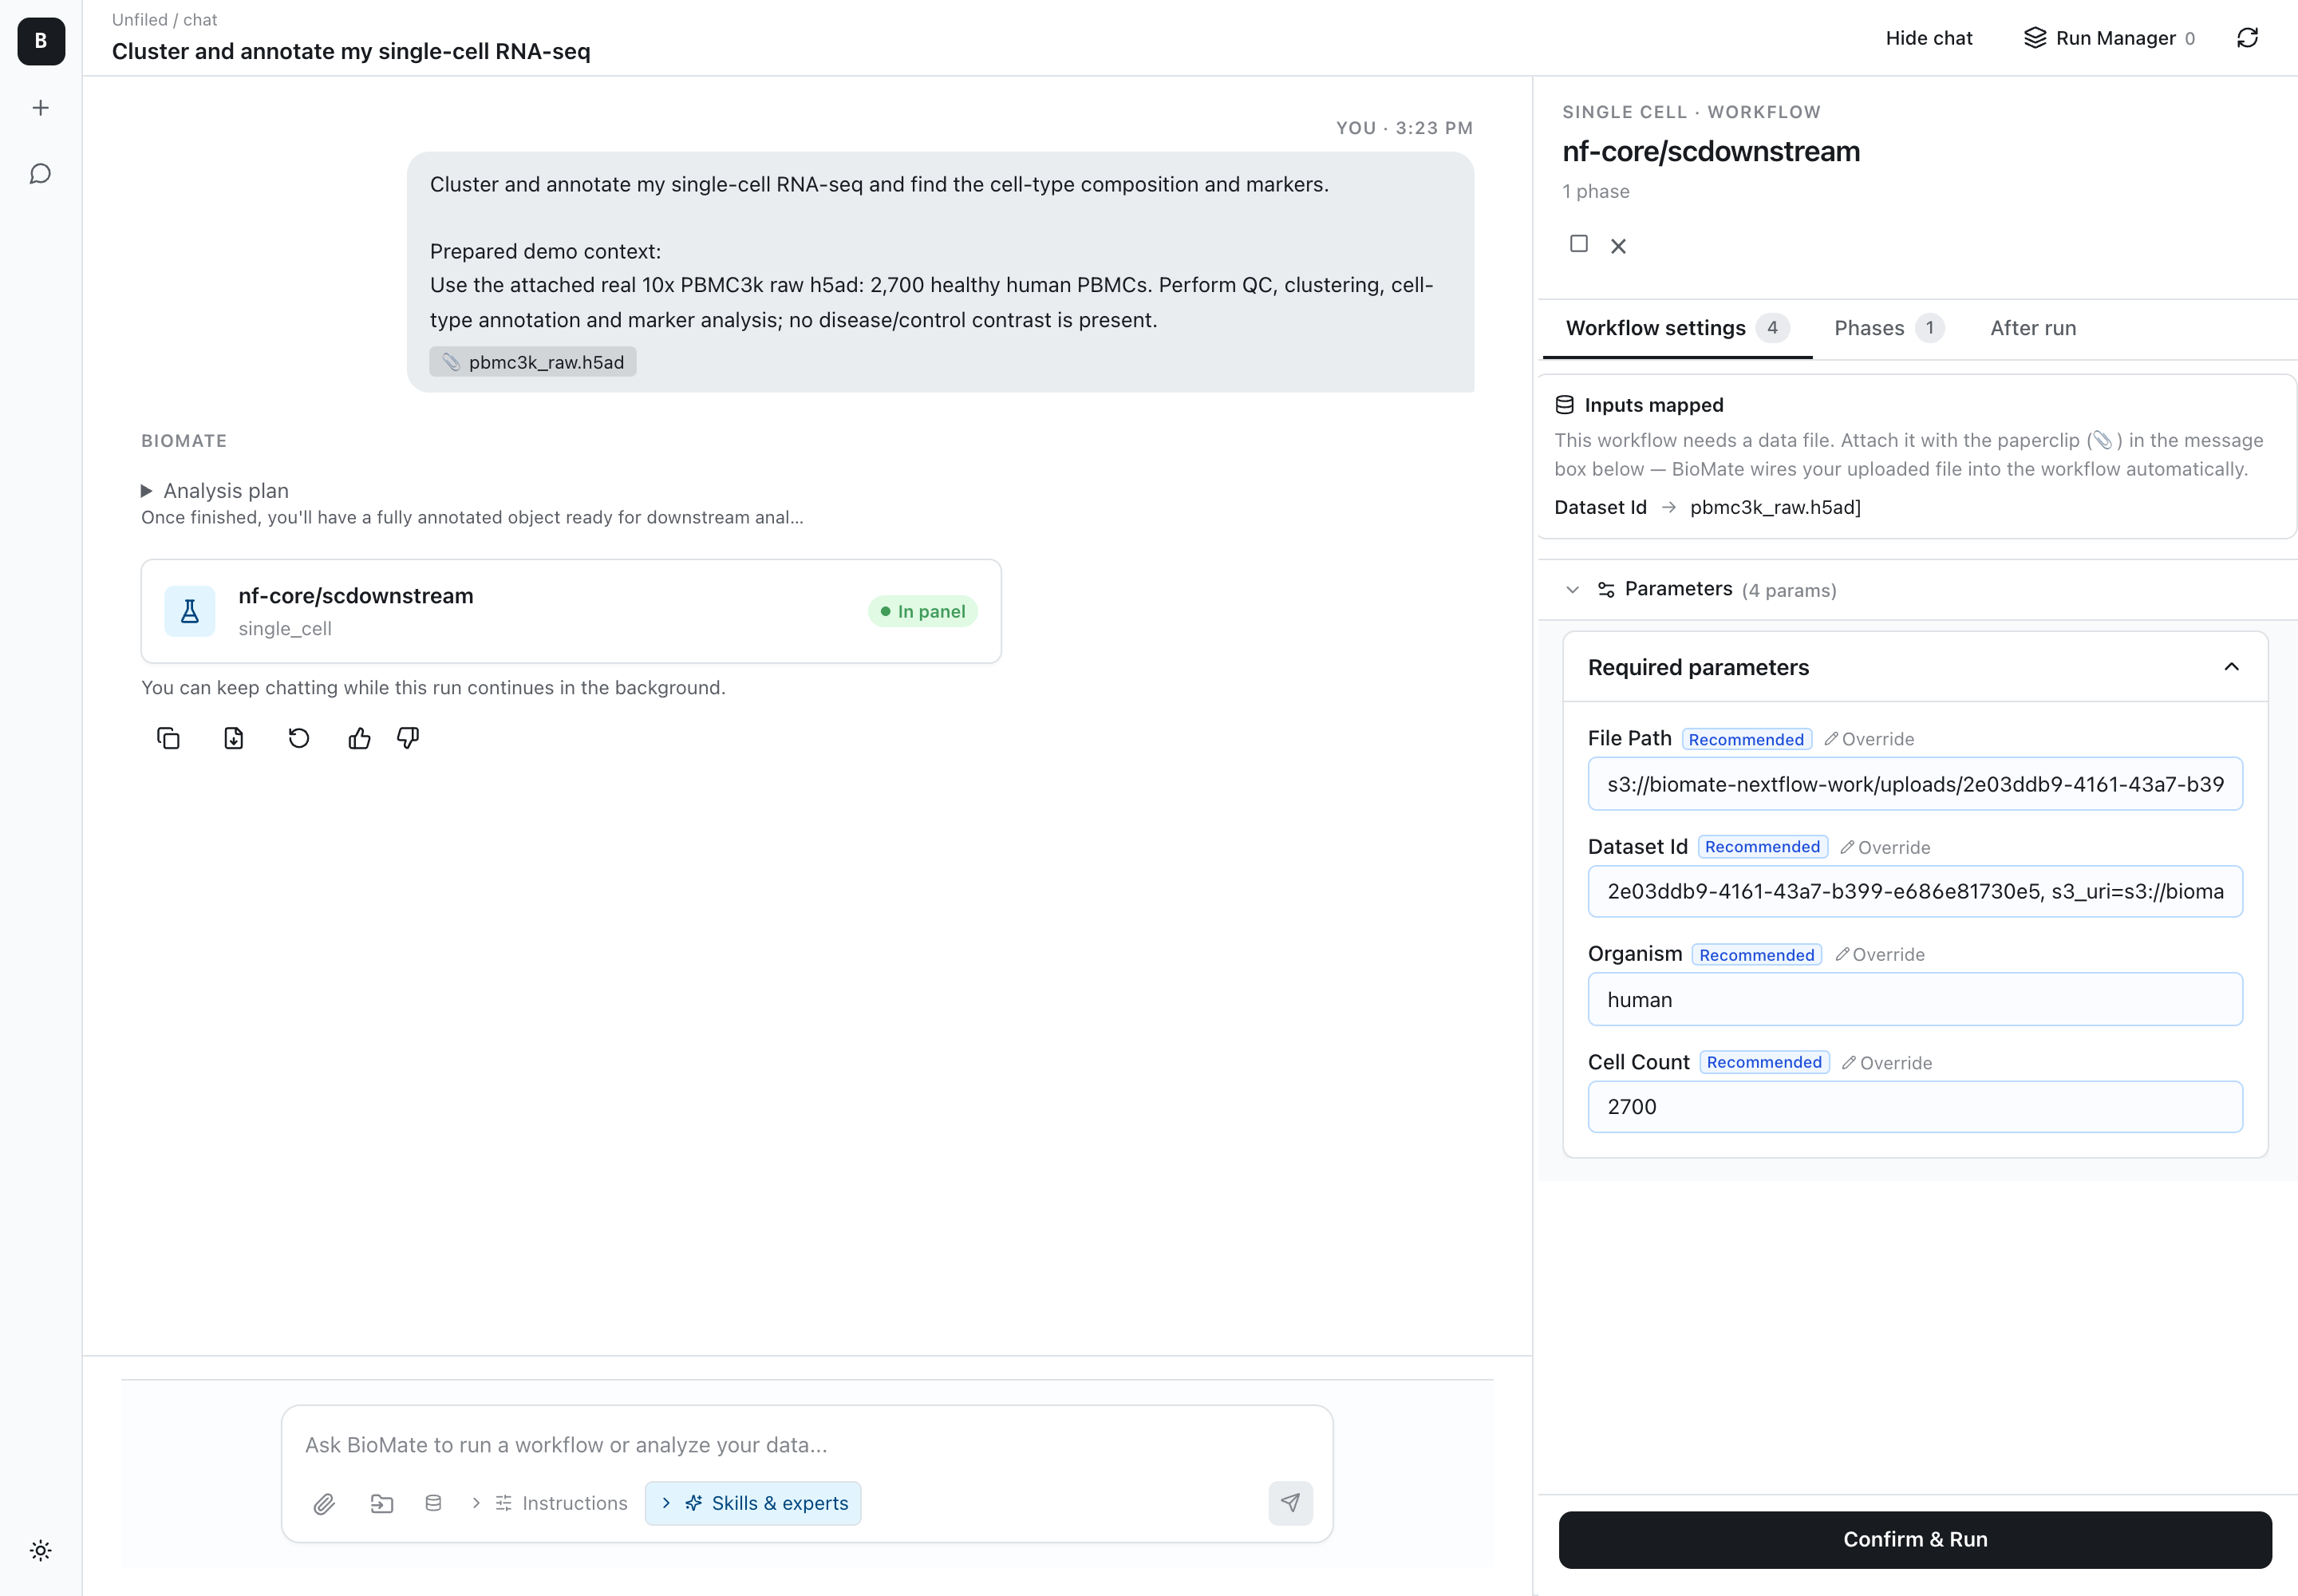 B
Unfiled / chat
Cluster and annotate my single-cell RNA-seq
Hide chat
Run Manager 0
YOU · 3:23 PM
Cluster and annotate my single-cell RNA-seq and find the cell-type composition and markers.
Prepared demo context:
Use the attached real 10x PBMC3k raw h5ad: 2,700 healthy human PBMCs. Perform QC, clustering, cell-
type annotation and marker analysis; no disease/control contrast is present.
pbmc3k_raw.h5ad
BIOMATE
Analysis plan
Once finished, you'll have a fully annotated object ready for downstream anal...
nf-core/scdownstream
single_cell
In panel
You can keep chatting while this run continues in the background.
Ask BioMate to run a workflow or analyze your data...
Instructions
Skills & experts
SINGLE CELL · WORKFLOW
nf-core/scdownstream
1 phase
Workflow settings 4
Phases 1
After run
Inputs mapped
This workflow needs a data file. Attach it with the paperclip (📎) in the message
box below — BioMate wires your uploaded file into the workflow automatically.
Dataset Id → pbmc3k_raw.h5ad]
Parameters (4 params)
Required parameters
File Path Recommended Override
s3://biomate-nextflow-work/uploads/2e03ddb9-4161-43a7-b39
Dataset Id Recommended Override
2e03ddb9-4161-43a7-b399-e686e81730e5, s3_uri=s3://bioma
Organism Recommended Override
human
Cell Count Recommended Override
2700
Confirm & Run